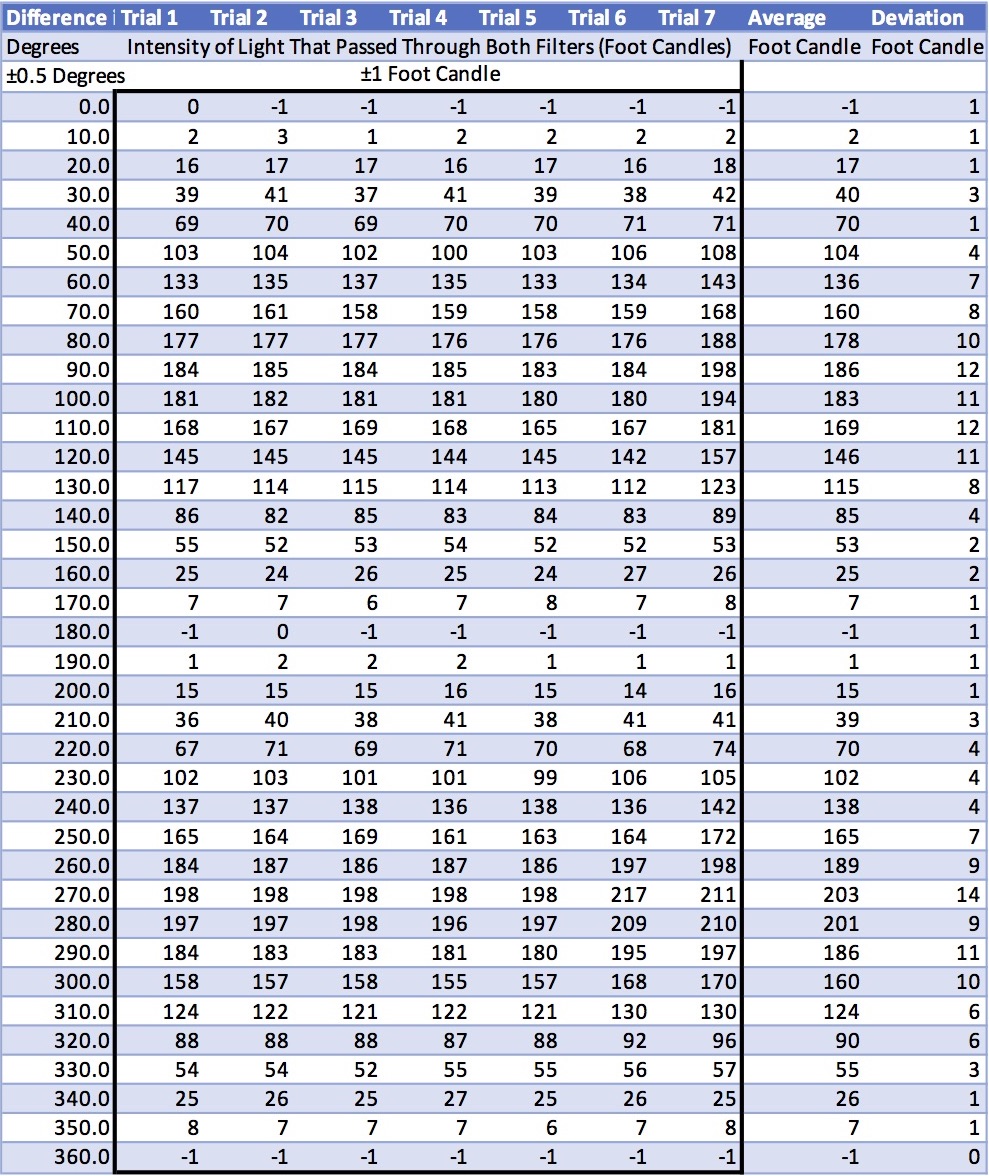 Difference Trial 1 Trial 2 Trial 3 Trial 4 Trial 5 Trial 6 Trial 7 Average Deviation
Degrees Intensity of Light That Passed Through Both Filters (Foot Candles) Foot Candle Foot Candle
±0.5 Degrees ±1 Foot Candle
0.0 0 -1 -1 -1 -1 -1 -1 -1 1
10.0 2 3 1 2 2 2 2 2 1
20.0 16 17 17 16 17 16 18 17 1
30.0 39 41 37 41 39 38 42 40 3
40.0 69 70 69 70 70 71 71 70 1
50.0 103 104 102 100 103 106 108 104 4
60.0 133 135 137 135 133 134 143 136 7
70.0 160 161 158 159 158 159 168 160 8
80.0 177 177 177 176 176 176 188 178 10
90.0 184 185 184 185 183 184 198 186 12
100.0 181 182 181 181 180 180 194 183 11
110.0 168 167 169 168 165 167 181 169 12
120.0 145 145 145 144 145 142 157 146 11
130.0 117 114 115 114 113 112 123 115 8
140.0 86 82 85 83 84 83 89 85 4
150.0 55 52 53 54 52 52 53 53 2
160.0 25 24 26 25 24 27 26 25 2
170.0 7 7 6 7 8 7 8 7 1
180.0 -1 0 -1 -1 -1 -1 -1 -1 1
190.0 1 2 2 2 1 1 1 1 1
200.0 15 15 15 16 15 14 16 15 1
210.0 36 40 38 41 38 41 41 39 3
220.0 67 71 69 71 70 68 74 70 4
230.0 102 103 101 101 99 106 105 102 4
240.0 137 137 138 136 138 136 142 138 4
250.0 165 164 169 161 163 164 172 165 7
260.0 184 187 186 187 186 197 198 189 9
270.0 198 198 198 198 198 217 211 203 14
280.0 197 197 198 196 197 209 210 201 9
290.0 184 183 183 181 180 195 197 186 11
300.0 158 157 158 155 157 168 170 160 10
310.0 124 122 121 122 121 130 130 124 6
320.0 88 88 88 87 88 92 96 90 6
330.0 54 54 52 55 55 56 57 55 3
340.0 25 26 25 27 25 26 25 26 1
350.0 8 7 7 7 6 7 8 7 1
360.0 -1 -1 -1 -1 -1 -1 -1 -1 0